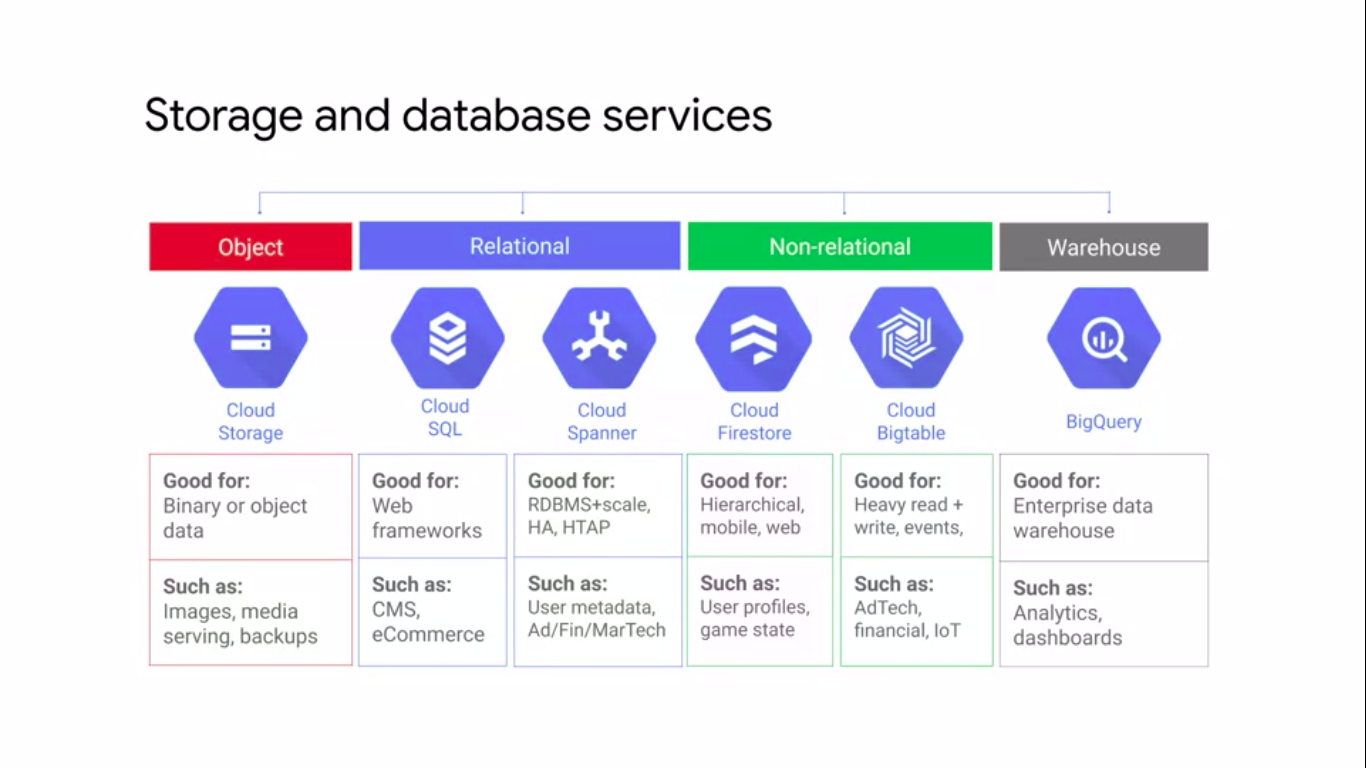 Storage and database services
Object
Relational
Non-relational
Warehouse
Cloud
Storage
Cloud
SQL
Cloud
Spanner
Cloud
Firestore
Cloud
Bigtable
BigQuery
Good for:
Binary or object
data
Good for:
Web
frameworks
Good for:
RDBMS+scale,
HA, HTAP
Good for:
Hierarchical,
mobile, web
Good for:
Heavy read +
write, events,
Good for:
Enterprise data
warehouse
Such as:
Images, media
serving, backups
Such as:
CMS,
eCommerce
Such as:
User metadata,
Ad/Fin/MarTech
Such as:
User profiles,
game state
Such as:
AdTech,
financial, IoT
Such as:
Analytics,
dashboards